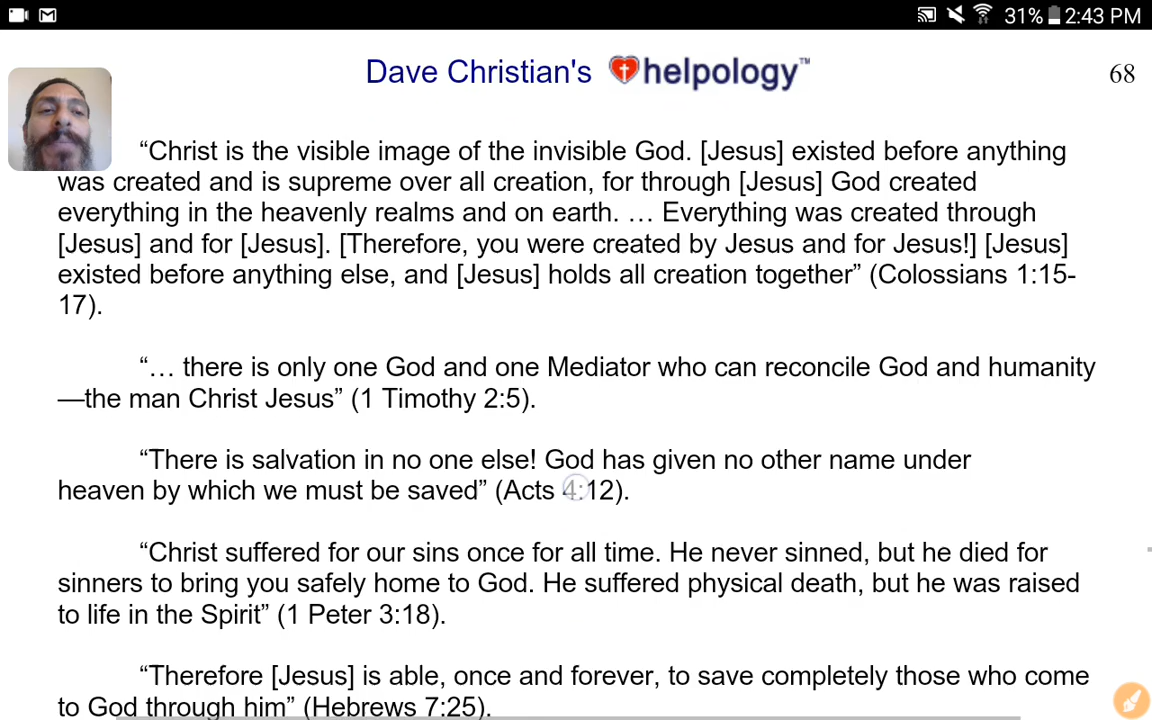 31% 2:43 PM
Dave Christian's helpology™ 68
“Christ is the visible image of the invisible God. [Jesus] existed before anything
was created and is supreme over all creation, for through [Jesus] God created
everything in the heavenly realms and on earth. … Everything was created through
[Jesus] and for [Jesus]. [Therefore, you were created by Jesus and for Jesus!] [Jesus]
existed before anything else, and [Jesus] holds all creation together” (Colossians 1:15-
17).
“… there is only one God and one Mediator who can reconcile God and humanity
—the man Christ Jesus” (1 Timothy 2:5).
“There is salvation in no one else! God has given no other name under
heaven by which we must be saved” (Acts 4:12).
“Christ suffered for our sins once for all time. He never sinned, but he died for
sinners to bring you safely home to God. He suffered physical death, but he was raised
to life in the Spirit” (1 Peter 3:18).
“Therefore [Jesus] is able, once and forever, to save completely those who come
to God through him” (Hebrews 7:25).